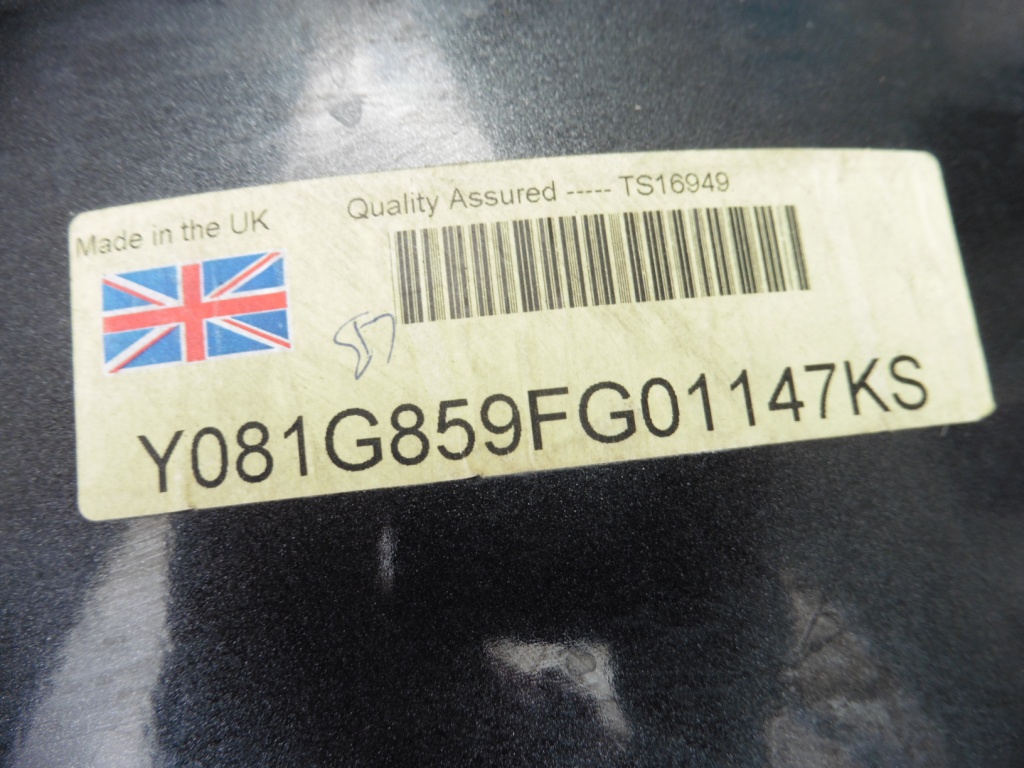 Made in the UK
Quality Assured ----- TS16949
Y081G859FG01147KS